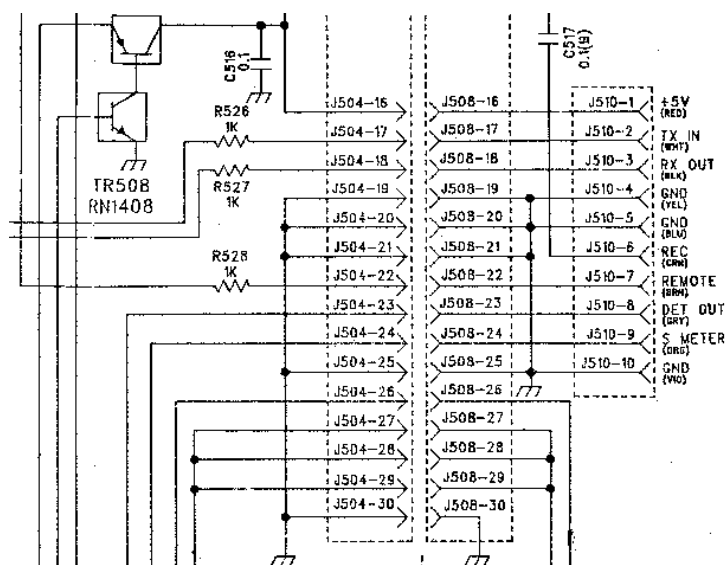 C516
0.1
C517
0.1(9)
J504-16
J508-16
J510-1
+5V
(RED)
R526
1K
J504-17
J508-17
J510-2
TX IN
(WHT)
J504-18
J508-18
J510-3
RX OUT
(BLK)
TR508
RN1408
R527
1K
J504-19
J508-19
J510-4
GND
(YEL)
J504-20
J508-20
J510-5
GND
(BLU)
J504-21
J508-21
J510-6
REC
(GRN)
R528
1K
J504-22
J508-22
J510-7
REMOTE
(BRN)
J504-23
J508-23
J510-8
DET OUT
(GRY)
J504-24
J508-24
J510-9
S METER
(ORG)
J504-25
J508-25
J510-10
GND
(VIO)
J504-26
J508-26
J504-27
J508-27
J504-28
J508-28
J504-29
J508-29
J504-30
J508-30